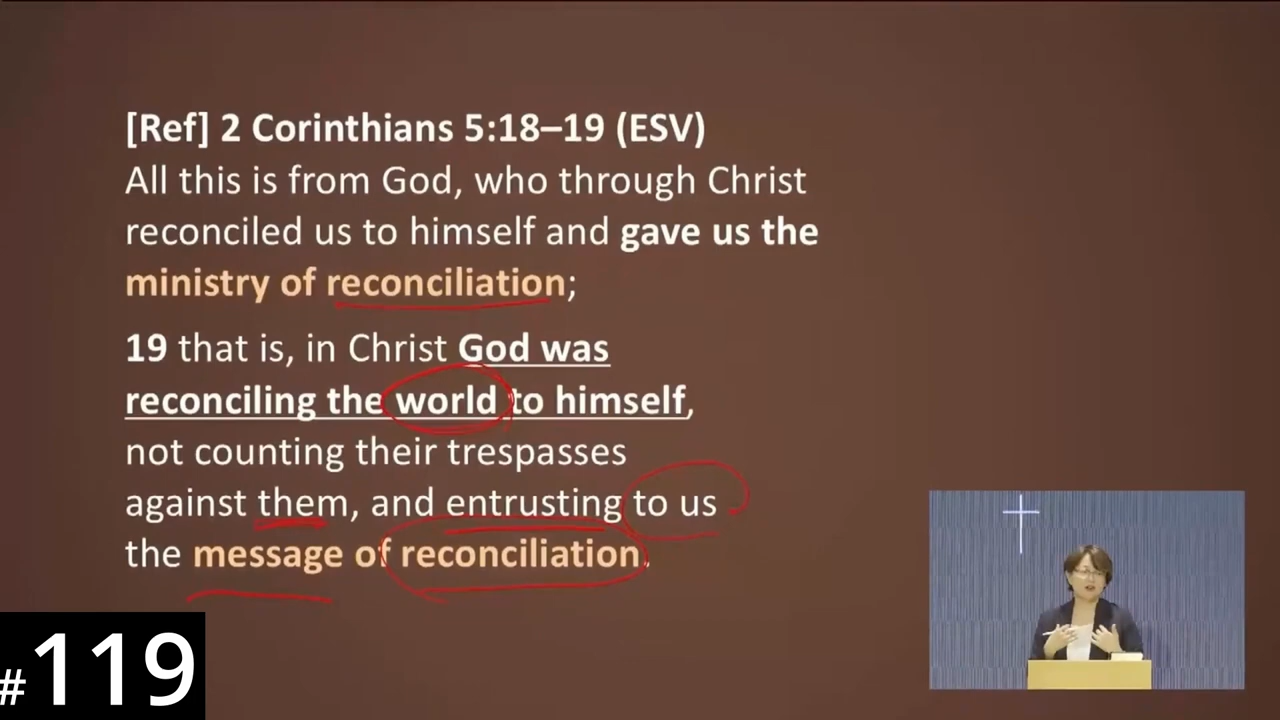 [Ref] 2 Corinthians 5:18–19 (ESV)
All this is from God, who through Christ
reconciled us to himself and gave us the
ministry of reconciliation;
19 that is, in Christ God was
reconciling the world to himself,
not counting their trespasses
against them, and entrusting to us
the message of reconciliation.
#119